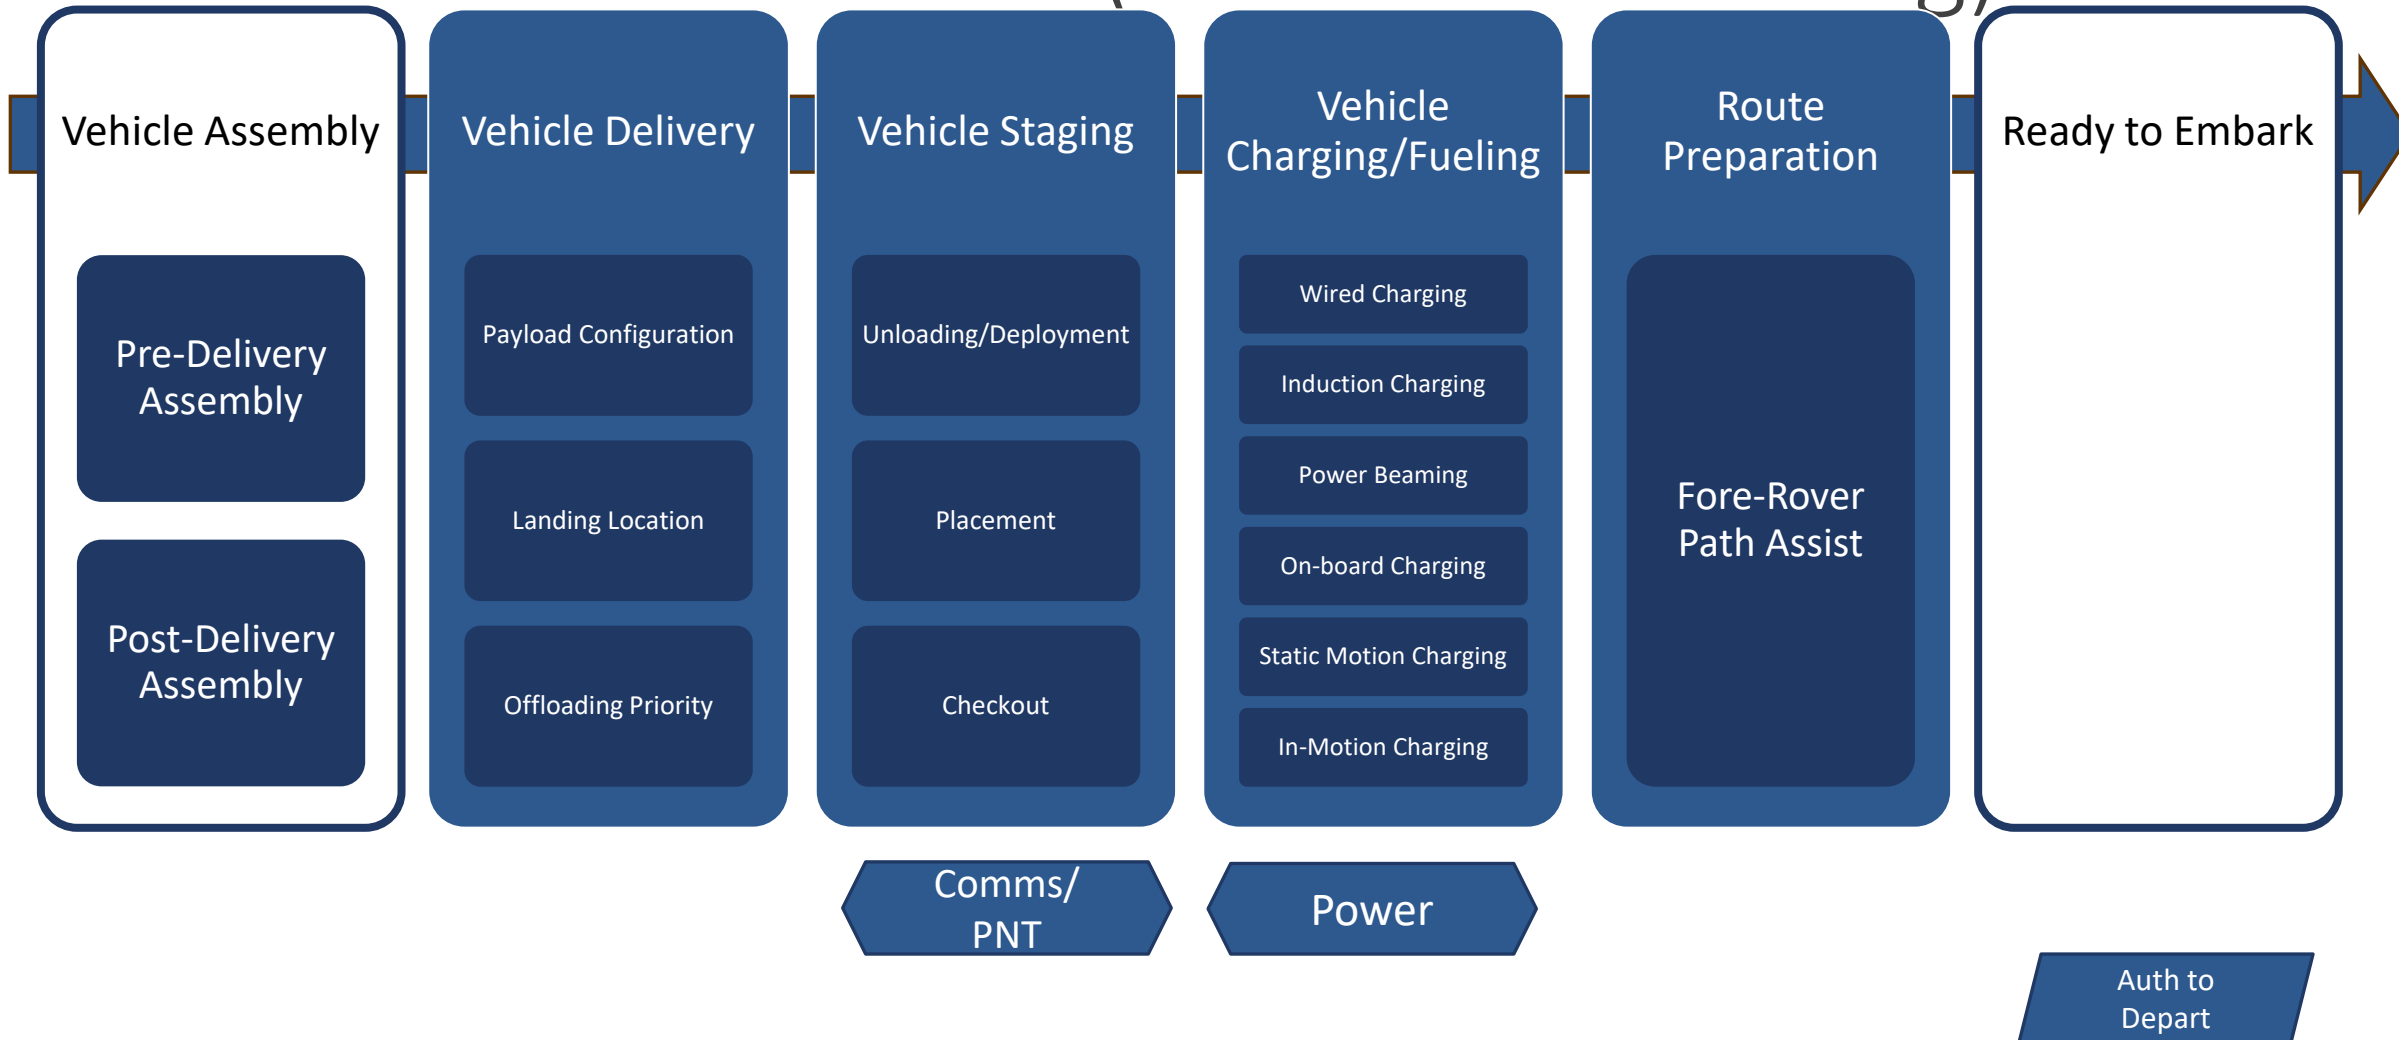 Vehicle Assembly
Pre-Delivery
Assembly
Post-Delivery
Assembly
Vehicle Delivery
Payload Configuration
Landing Location
Offloading Priority
Vehicle Staging
Unloading/Deployment
Placement
Checkout
Vehicle
Charging/Fueling
Wired Charging
Induction Charging
Power Beaming
On-board Charging
Static Motion Charging
In-Motion Charging
Route
Preparation
Fore-Rover
Path Assist
Ready to Embark
Comms/
PNT
Power
Auth to
Depart